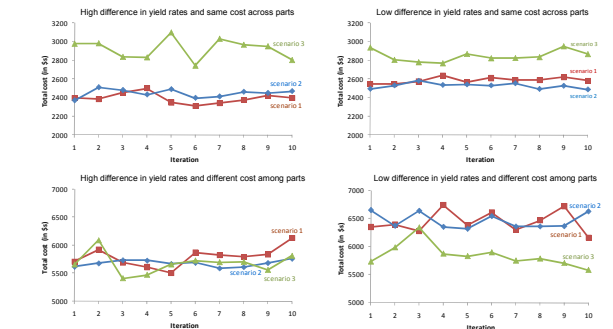 High difference in yield rates and same cost across parts
Total cost (in $s)
3200
3000
2800
2600
2400
2200
2000
scenario 3
scenario 2
scenario 1
1 2 3 4 5 6 7 8 9 10
Iteration
Low difference in yield rates and same cost across parts
Total cost (in $s)
3200
3000
2800
2600
2400
2200
2000
scenario 3
scenario 1
scenario 2
1 2 3 4 5 6 7 8 9 10
Iteration
High difference in yield rates and different cost among parts
Total cost (in $s)
7000
6500
6000
5500
5000
scenario 1
scenario 2
scenario 3
1 2 3 4 5 6 7 8 9 10
Iteration
Low difference in yield rates and different cost among parts
Total cost (in $s)
7000
6500
6000
5500
5000
scenario 2
scenario 1
scenario 3
1 2 3 4 5 6 7 8 9 10
Iteration